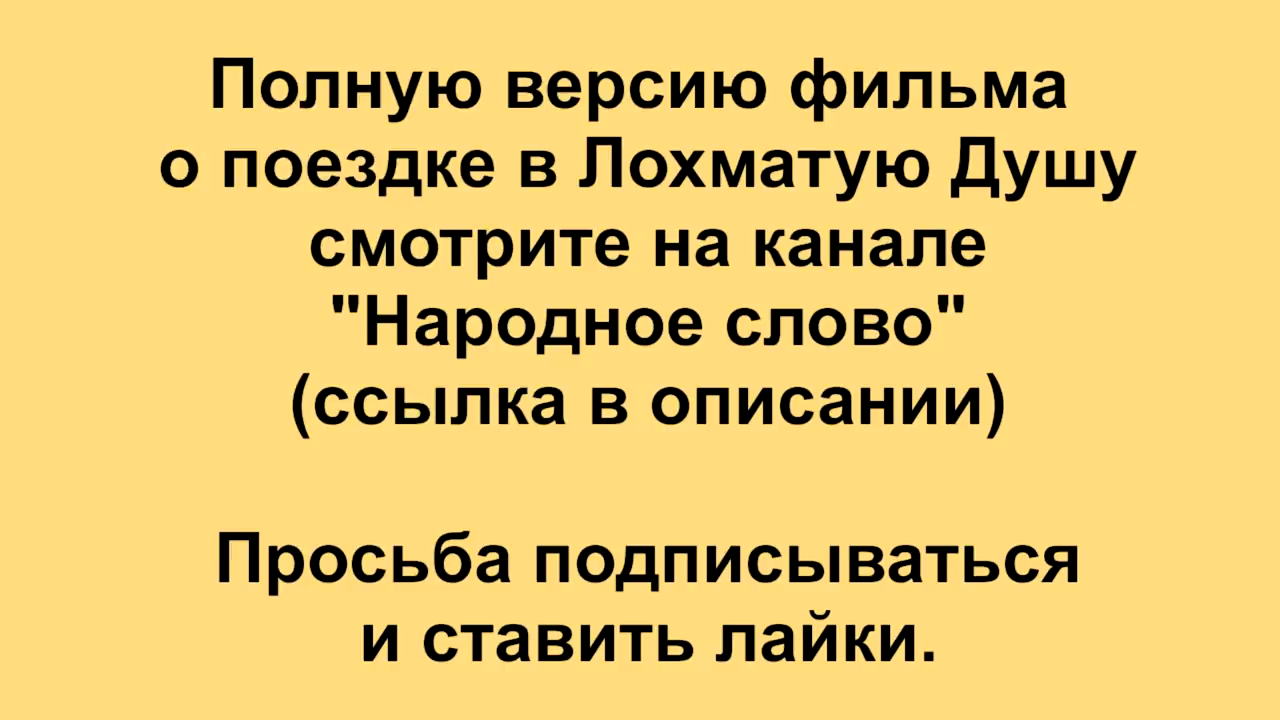 Полную версию фильма
о поездке в Лохматую Душу
смотрите на канале
"Народное слово"
(ссылка в описании)
Просьба подписываться
и ставить лайки.